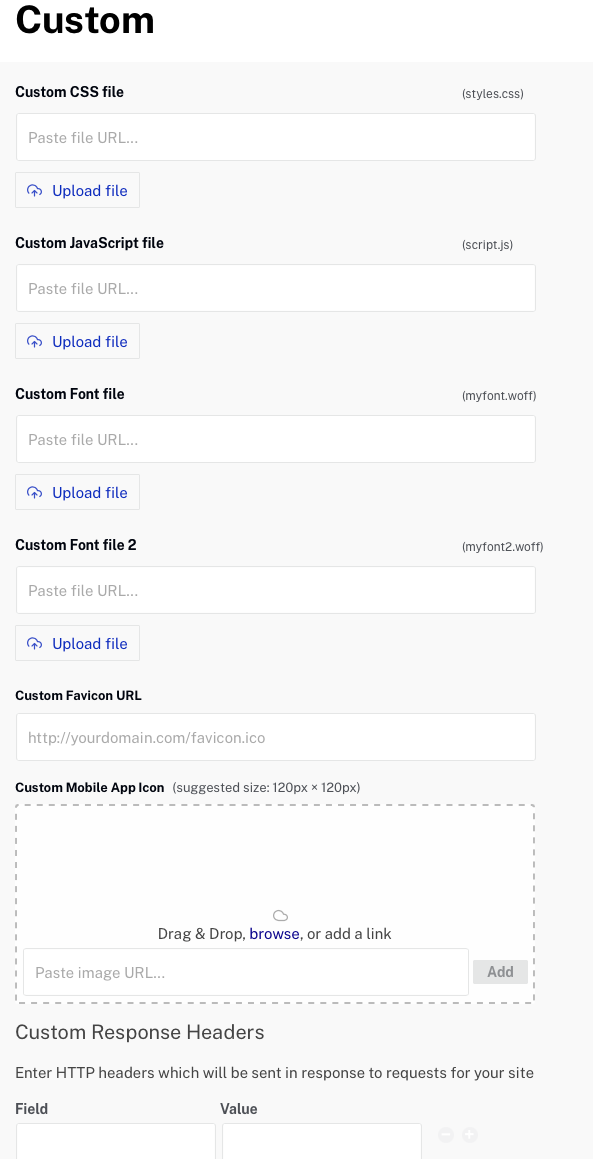 Custom
Custom CSS file (styles.css)
Paste file URL...
Upload file
Custom JavaScript file (script.js)
Paste file URL...
Upload file
Custom Font file (myfont.woff)
Paste file URL...
Upload file
Custom Font file 2 (myfont2.woff)
Paste file URL...
Upload file
Custom Favicon URL
http://yourdomain.com/favicon.ico
Custom Mobile App Icon (suggested size: 120px × 120px)
Drag & Drop, browse, or add a link
Paste image URL... Add
Custom Response Headers
Enter HTTP headers which will be sent in response to requests for your site
Field Value